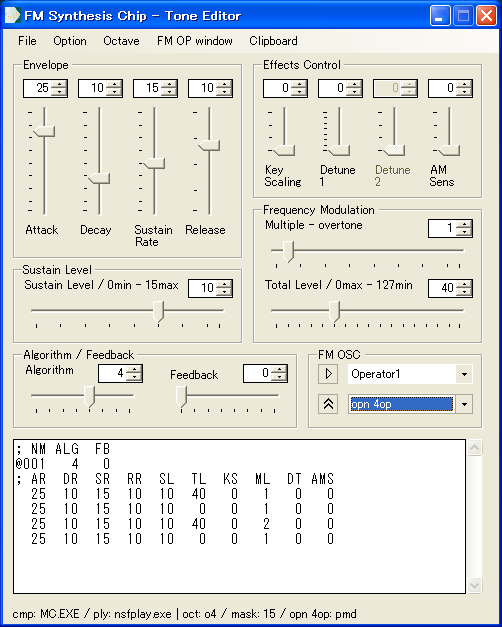 FM Synthesis Chip - Tone Editor
File Option Octave FM OP window Clipboard
Envelope
25 10 15 10
Attack Decay Sustain Rate Release
Effects Control
0 0 0 0
Key Scaling Detune 1 Detune 2 AM Sens
Frequency Modulation
Multiple - overtone 1
Total Level / 0max - 127min 40
Sustain Level
Sustain Level / 0min - 15max 10
Algorithm / Feedback
Algorithm 4 Feedback 0
FM OSC
Operator1
opn 4op
; NM ALG FB
@001 4 0
; AR DR SR RR SL TL KS ML DT AMS
25 10 15 10 10 40 0 1 0 0
25 10 15 10 10 0 0 1 0 0
25 10 15 10 10 40 0 2 0 0
25 10 15 10 10 0 0 1 0 0
cmp: MC.EXE / ply: nsfplay.exe | oct: o4 / mask: 15 / opn 4op: pmd